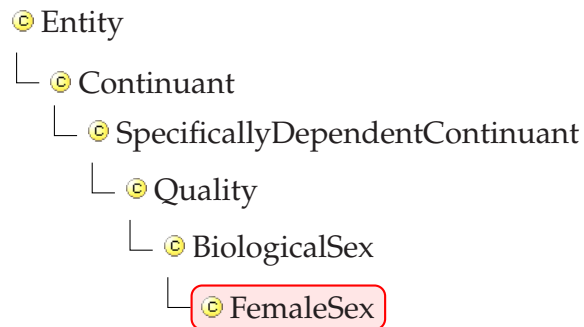 Entity
Continuant
SpecificallyDependentContinuant
Quality
BiologicalSex
FemaleSex